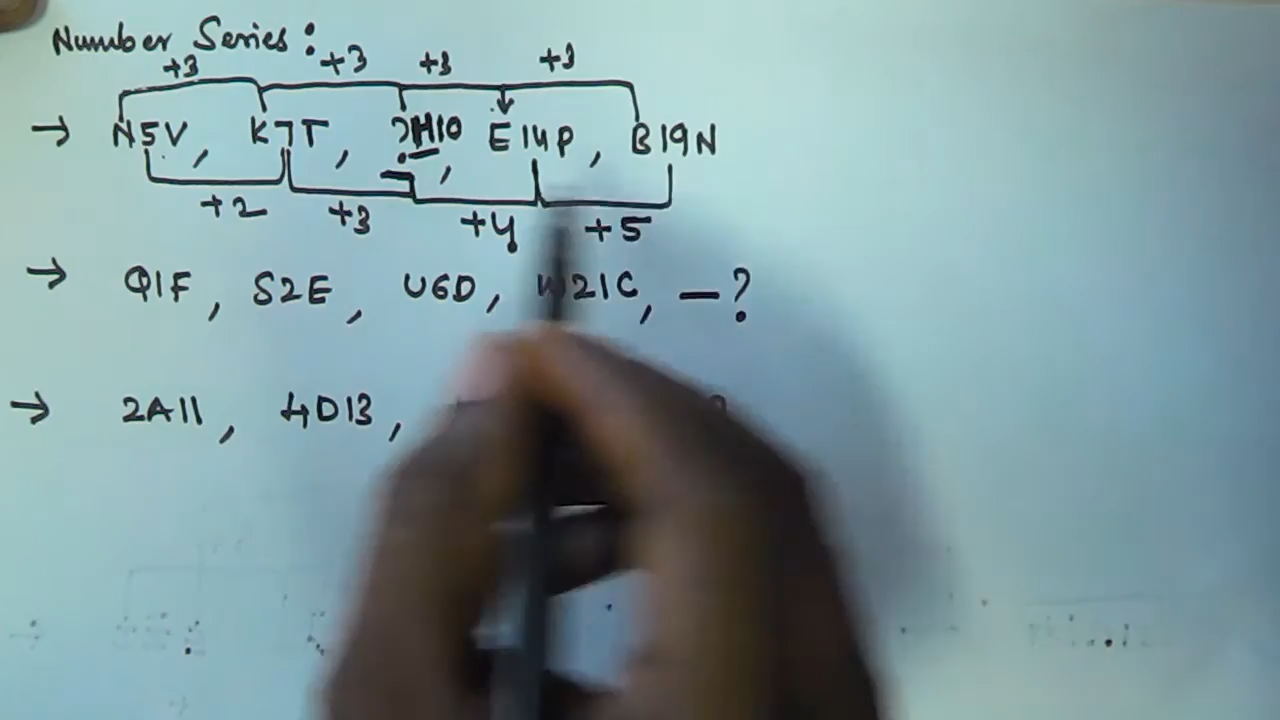 Number Series:
+3 +3 +3 +3
→ N5V, K7T, ?H10, E14P, B19N
+2 +3 +4 +5
→ Q1F, S2E, U6D, W21C, —?
→ 2A11, 4D13,